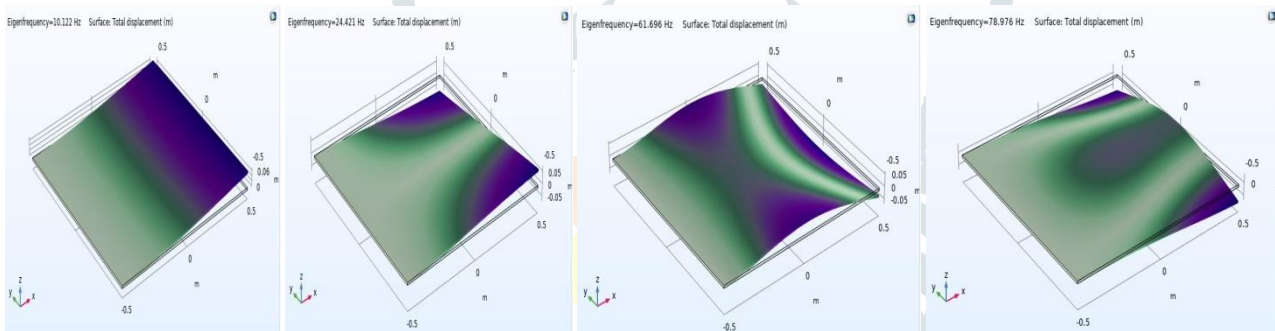 Eigenfrequency=10.122 Hz Surface: Total displacement (m)
0.5
m
0
-0.5
0.06
m
0
0.5
0
m
-0.5
y z x
Eigenfrequency=24.421 Hz Surface: Total displacement (m)
0.5
m
0
-0.5
0.05
0 m
-0.05
0.5
0
m
-0.5
y z x
Eigenfrequency=61.696 Hz Surface: Total displacement (m)
0.5
m
0
-0.5
0.05
0 m
-0.05
0.5
0
m
-0.5
y z x
Eigenfrequency=78.976 Hz Surface: Total displacement (m)
0.5
m
0
-0.5
0
m
0.5
0
m
-0.5
y z x